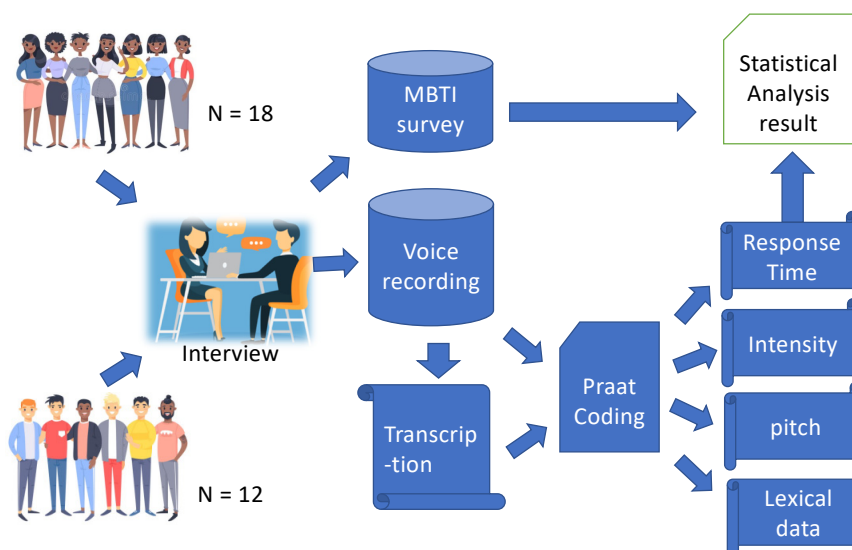 N = 18
MBTI
survey
Statistical
Analysis
result
Interview
Voice
recording
Response
Time
Intensity
Praat
Coding
Transcrip
-tion
pitch
Lexical
data
N = 12